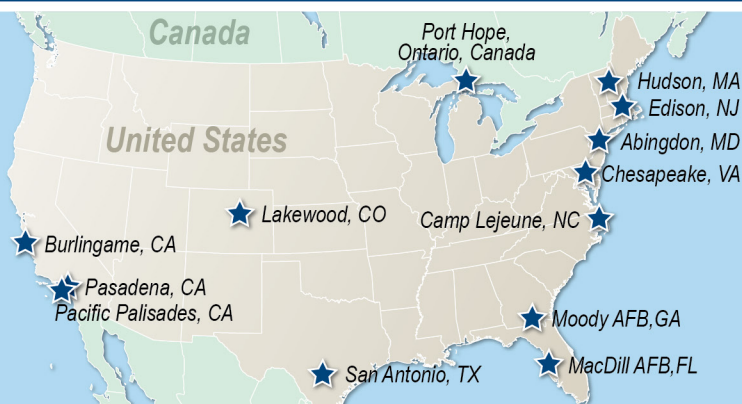 Canada
Port Hope,
Ontario, Canada
Hudson, MA
Edison, NJ
United States
Abingdon, MD
Chesapeake, VA
Lakewood, CO
Camp Lejeune, NC
Burlingame, CA
Pasadena, CA
Pacific Palisades, CA
Moody AFB,GA
MacDill AFB,FL
San Antonio, TX